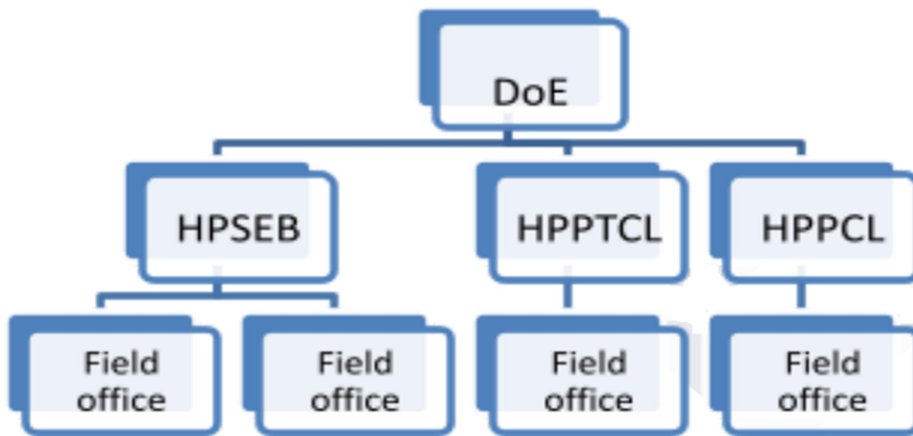 DoE
HPSEB
HPPTCL
HPPCL
Field
office
Field
office
Field
office
Field
office